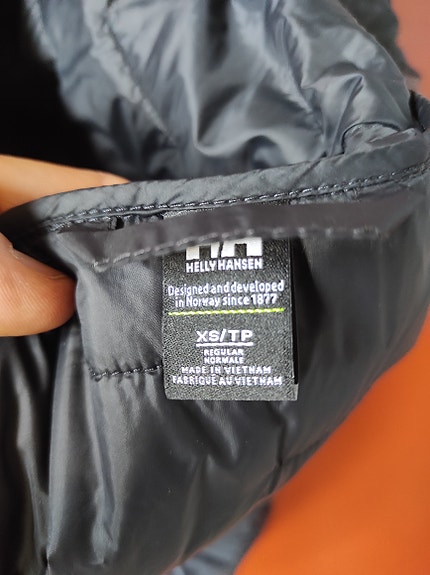 HH
HELLY HANSEN
Designed and developed
in Norway since 1877
XS/TP
REGULAR
NORMALE
MADE IN VIETNAM
FABRIQUE AU VIETNAM